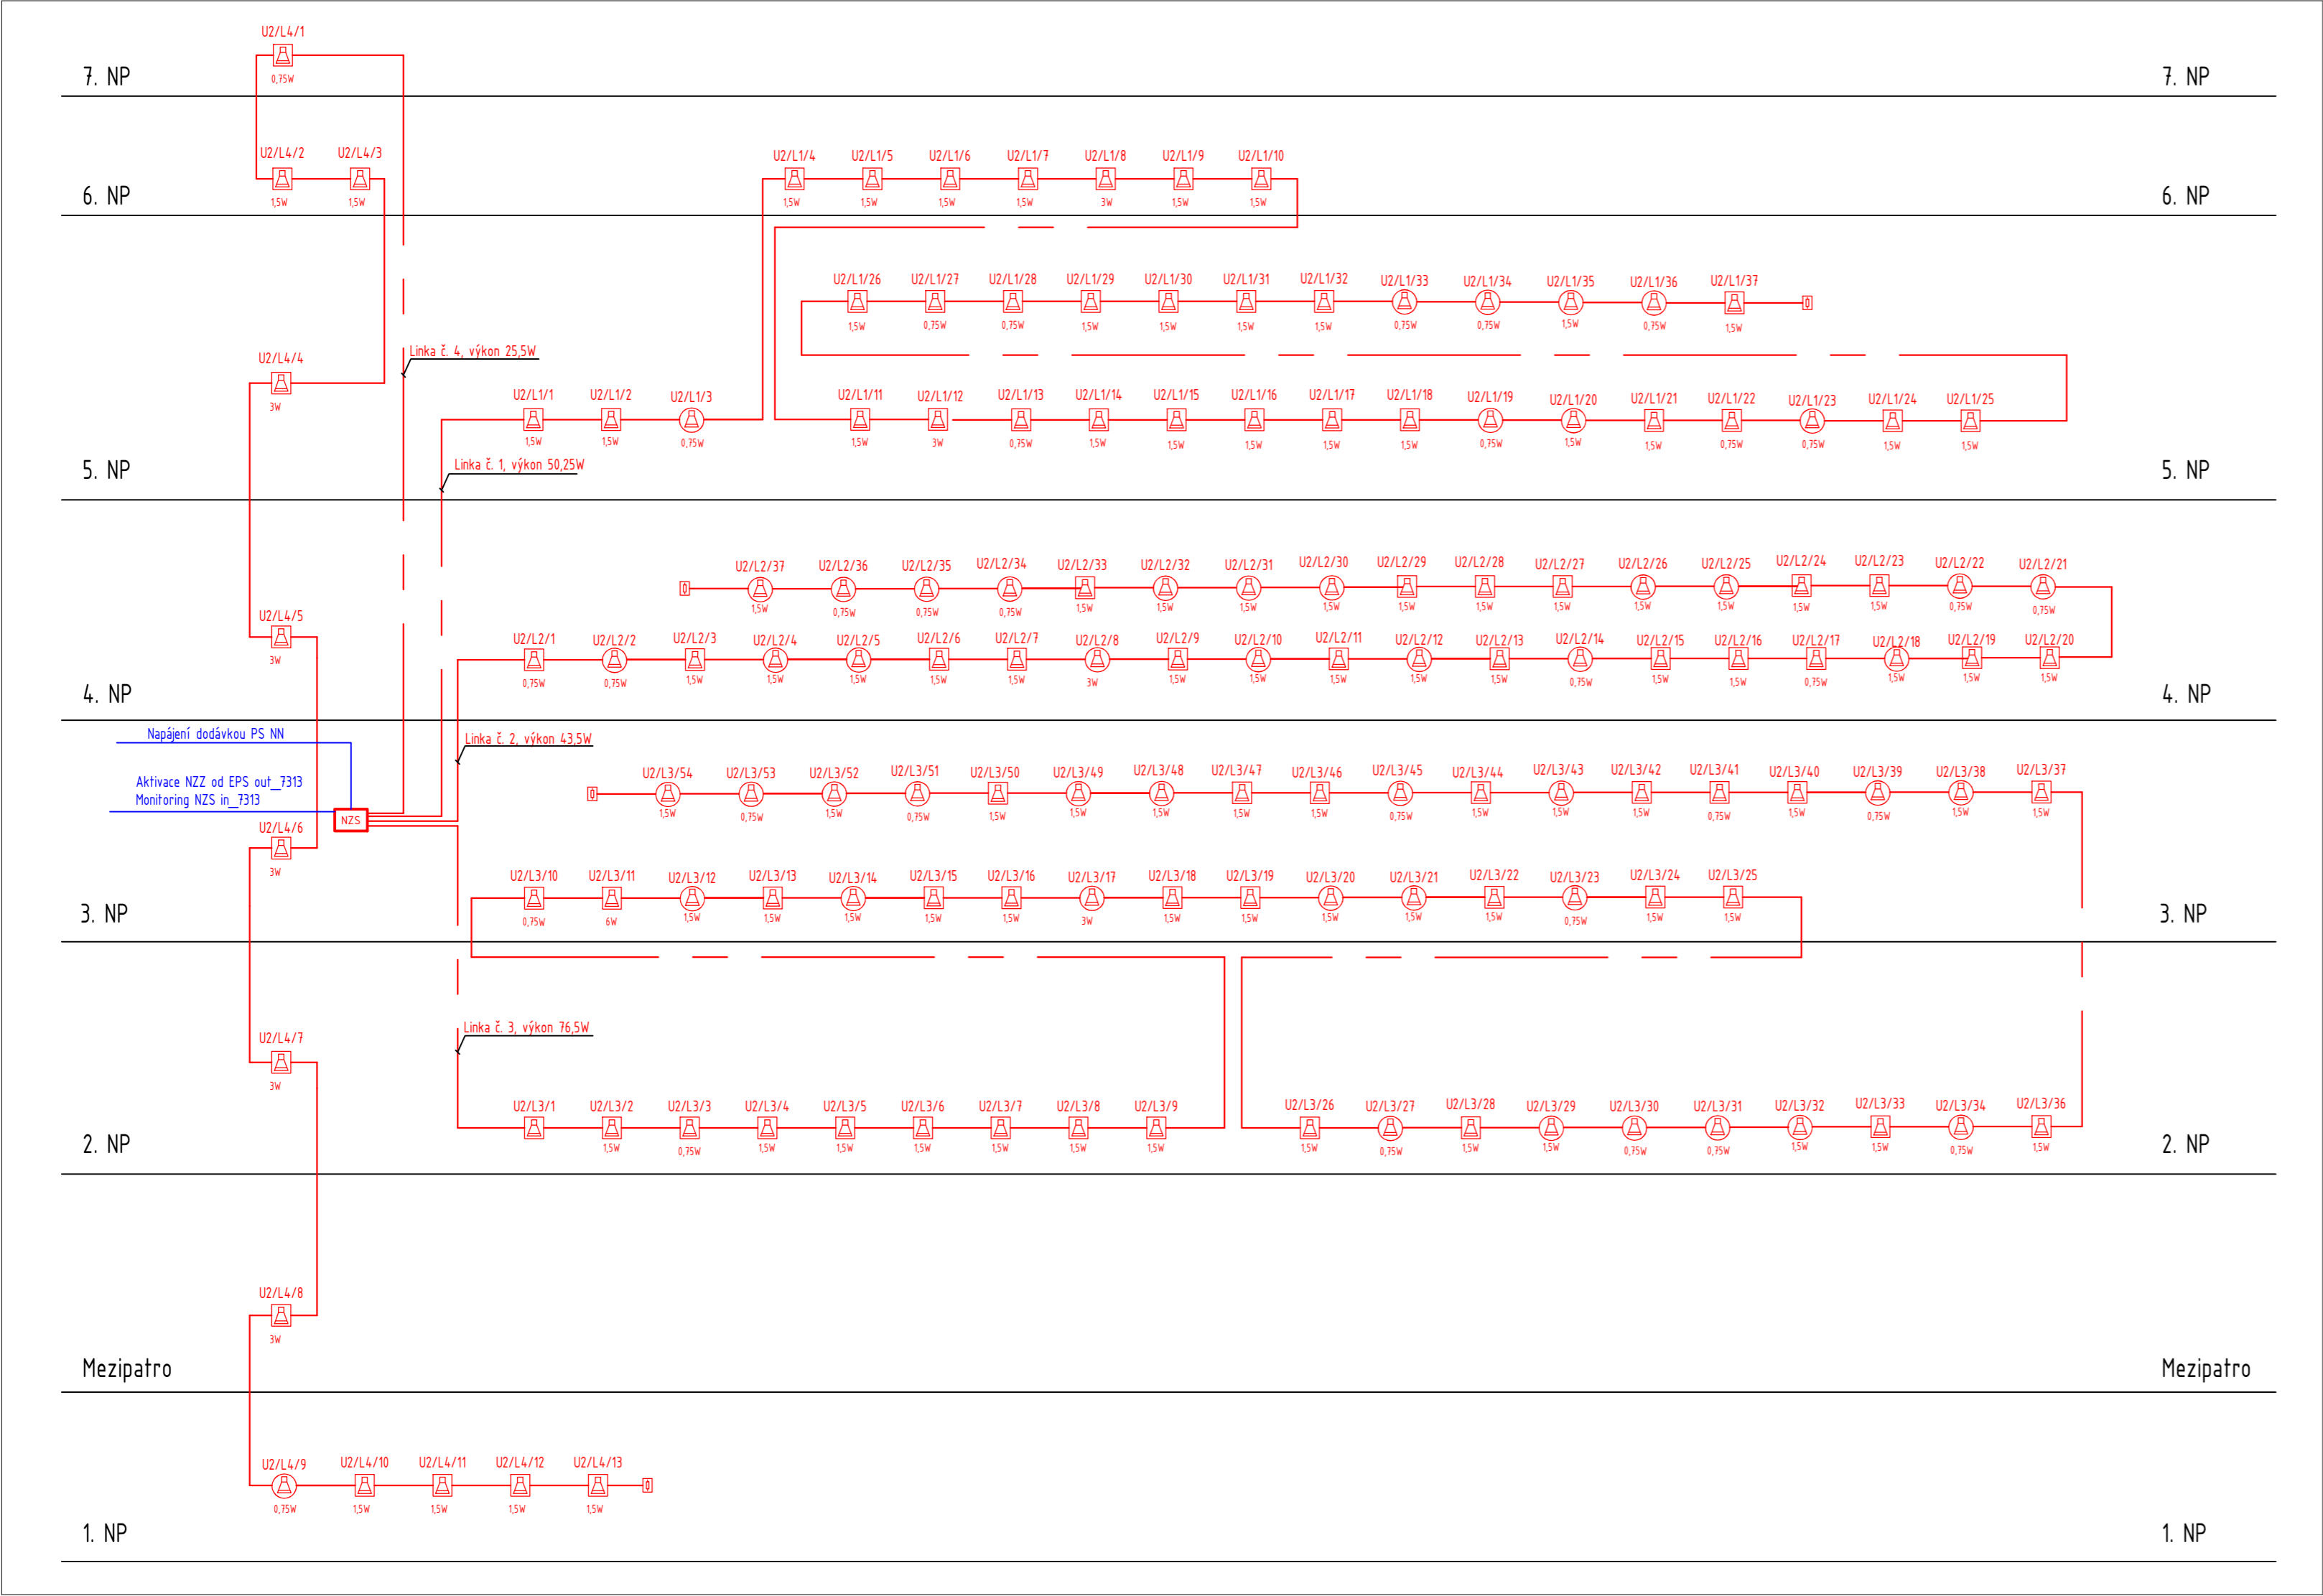 U2/L4/1
0,75W
7. NP
7. NP
U2/L4/2 U2/L4/3
1,5W 1,5W
U2/L1/4 U2/L1/5 U2/L1/6 U2/L1/7 U2/L1/8 U2/L1/9 U2/L1/10
1,5W 1,5W 1,5W 1,5W 3W 1,5W 1,5W
6. NP
6. NP
U2/L1/26 U2/L1/27 U2/L1/28 U2/L1/29 U2/L1/30 U2/L1/31 U2/L1/32 U2/L1/33 U2/L1/34 U2/L1/35 U2/L1/36 U2/L1/37
1,5W 0,75W 0,75W 1,5W 1,5W 1,5W 1,5W 0,75W 0,75W 1,5W 0,75W 1,5W
Linka č. 4, výkon 25,5W
U2/L4/4
3W
U2/L1/1 U2/L1/2 U2/L1/3
1,5W 1,5W 0,75W
U2/L1/11 U2/L1/12 U2/L1/13 U2/L1/14 U2/L1/15 U2/L1/16 U2/L1/17 U2/L1/18 U2/L1/19 U2/L1/20 U2/L1/21 U2/L1/22 U2/L1/23 U2/L1/24 U2/L1/25
1,5W 3W 0,75W 1,5W 1,5W 1,5W 1,5W 1,5W 0,75W 1,5W 1,5W 0,75W 0,75W 1,5W 1,5W
Linka č. 1, výkon 50,25W
5. NP
5. NP
U2/L2/37 U2/L2/36 U2/L2/35 U2/L2/34 U2/L2/33 U2/L2/32 U2/L2/31 U2/L2/30 U2/L2/29 U2/L2/28 U2/L2/27 U2/L2/26 U2/L2/25 U2/L2/24 U2/L2/23 U2/L2/22 U2/L2/21
1,5W 0,75W 0,75W 0,75W 1,5W 1,5W 1,5W 1,5W 1,5W 1,5W 1,5W 1,5W 1,5W 1,5W 1,5W 0,75W 0,75W
U2/L4/5
3W
U2/L2/1 U2/L2/2 U2/L2/3 U2/L2/4 U2/L2/5 U2/L2/6 U2/L2/7 U2/L2/8 U2/L2/9 U2/L2/10 U2/L2/11 U2/L2/12 U2/L2/13 U2/L2/14 U2/L2/15 U2/L2/16 U2/L2/17 U2/L2/18 U2/L2/19 U2/L2/20
0,75W 0,75W 1,5W 1,5W 1,5W 1,5W 1,5W 3W 1,5W 1,5W 1,5W 1,5W 1,5W 0,75W 1,5W 1,5W 0,75W 1,5W 1,5W 1,5W
4. NP
4. NP
Napájení dodávkou PS NN
Linka č. 2, výkon 43,5W
Aktivace NZZ od EPS out_7313
Monitoring NZS in_7313
NZS
U2/L3/54 U2/L3/53 U2/L3/52 U2/L3/51 U2/L3/50 U2/L3/49 U2/L3/48 U2/L3/47 U2/L3/46 U2/L3/45 U2/L3/44 U2/L3/43 U2/L3/42 U2/L3/41 U2/L3/40 U2/L3/39 U2/L3/38 U2/L3/37
1,5W 0,75W 1,5W 0,75W 1,5W 1,5W 1,5W 1,5W 1,5W 0,75W 1,5W 1,5W 1,5W 0,75W 1,5W 0,75W 1,5W 1,5W
U2/L4/6
3W
U2/L3/10 U2/L3/11 U2/L3/12 U2/L3/13 U2/L3/14 U2/L3/15 U2/L3/16 U2/L3/17 U2/L3/18 U2/L3/19 U2/L3/20 U2/L3/21 U2/L3/22 U2/L3/23 U2/L3/24 U2/L3/25
0,75W 6W 1,5W 1,5W 1,5W 1,5W 1,5W 3W 1,5W 1,5W 1,5W 1,5W 1,5W 0,75W 1,5W 1,5W
3. NP
3. NP
Linka č. 3, výkon 76,5W
U2/L4/7
3W
U2/L3/1 U2/L3/2 U2/L3/3 U2/L3/4 U2/L3/5 U2/L3/6 U2/L3/7 U2/L3/8 U2/L3/9 U2/L3/26 U2/L3/27 U2/L3/28 U2/L3/29 U2/L3/30 U2/L3/31 U2/L3/32 U2/L3/33 U2/L3/34 U2/L3/36
1,5W 0,75W 1,5W 1,5W 1,5W 1,5W 1,5W 1,5W 1,5W 0,75W 1,5W 1,5W 0,75W 0,75W 1,5W 1,5W 0,75W 1,5W
2. NP
2. NP
U2/L4/8
3W
Mezipatro
Mezipatro
U2/L4/9 U2/L4/10 U2/L4/11 U2/L4/12 U2/L4/13
0,75W 1,5W 1,5W 1,5W 1,5W
1. NP
1. NP